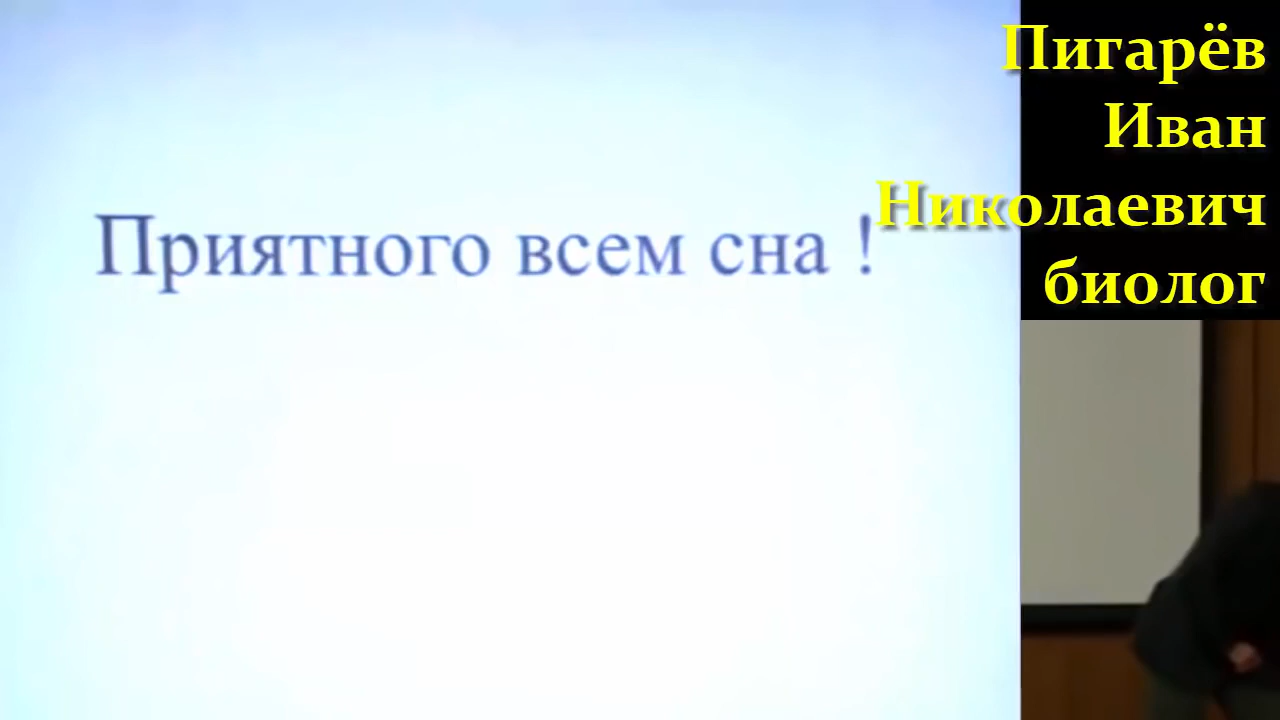 Приятного всем сна !
Пигарёв
Иван
Николаевич
биолог